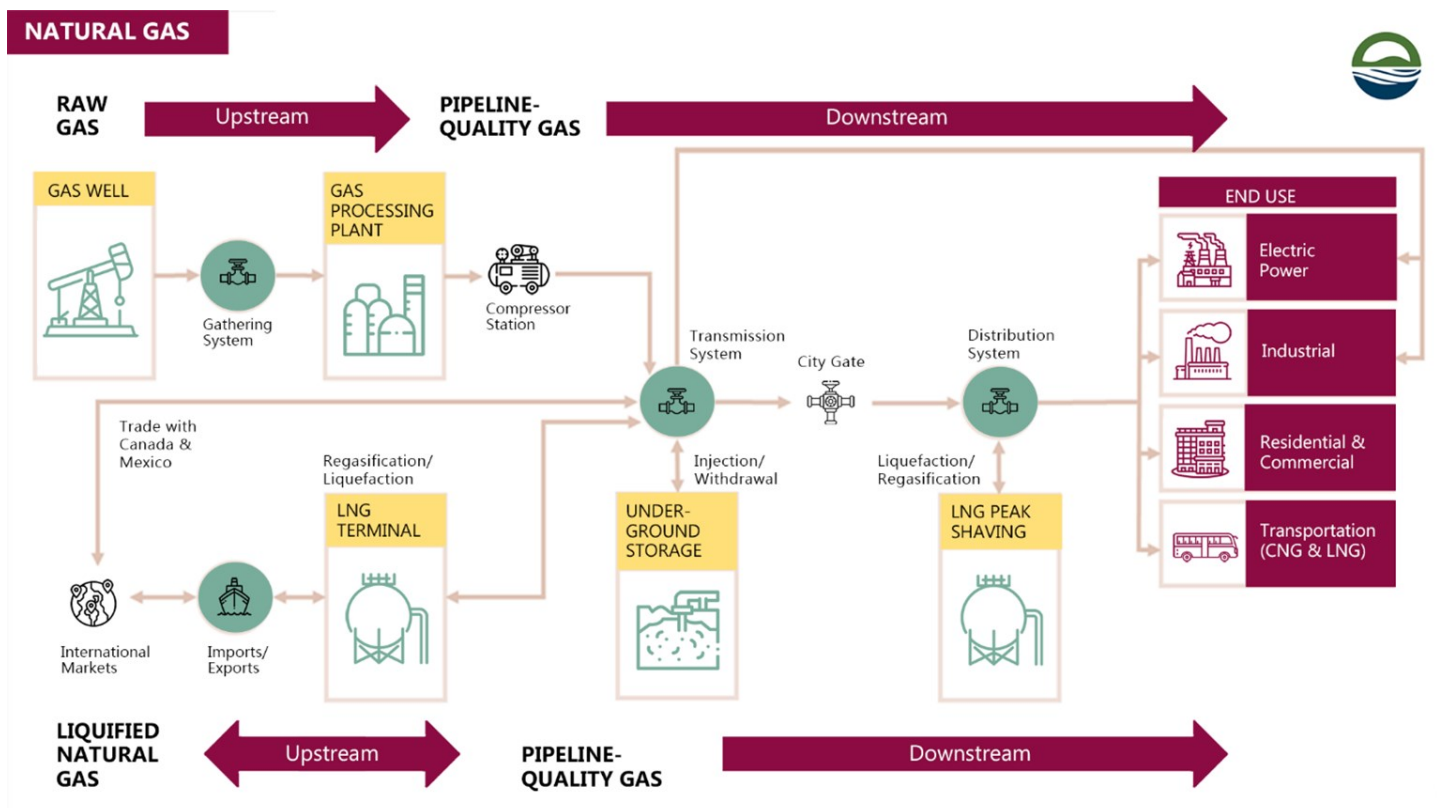 NATURAL GAS
RAW
GAS
Upstream
PIPELINE-
QUALITY GAS
Downstream
GAS WELL
Gathering
System
GAS
PROCESSING
PLANT
Compressor
Station
Transmission
System
City Gate
Distribution
System
END USE
Electric
Power
Industrial
Residential &
Commercial
Transportation
(CNG & LNG)
Trade with
Canada &
Mexico
Regasification/
Liquefaction
Injection/
Withdrawal
Liquefaction/
Regasification
LNG
TERMINAL
UNDER-
GROUND
STORAGE
LNG PEAK
SHAVING
International
Markets
Imports/
Exports
LIQUIFIED
NATURAL
GAS
Upstream
PIPELINE-
QUALITY GAS
Downstream